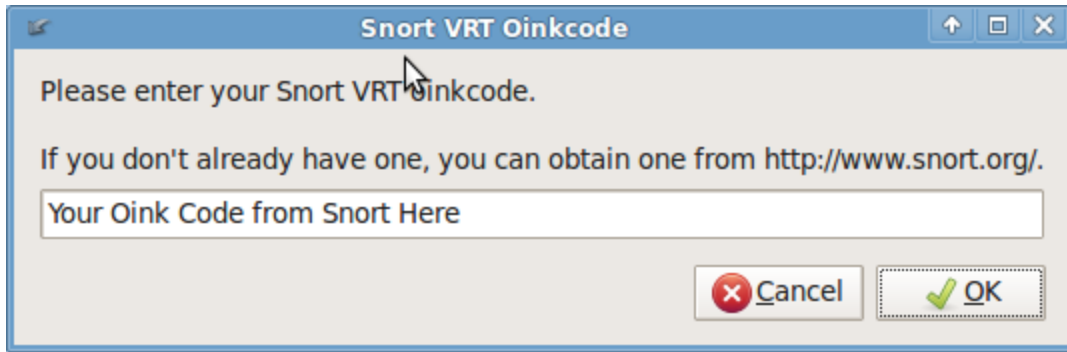 Snort VRT Oinkcode
Please enter your Snort VRT oinkcode.
If you don't already have one, you can obtain one from http://www.snort.org/.
Your Oink Code from Snort Here
Cancel
OK